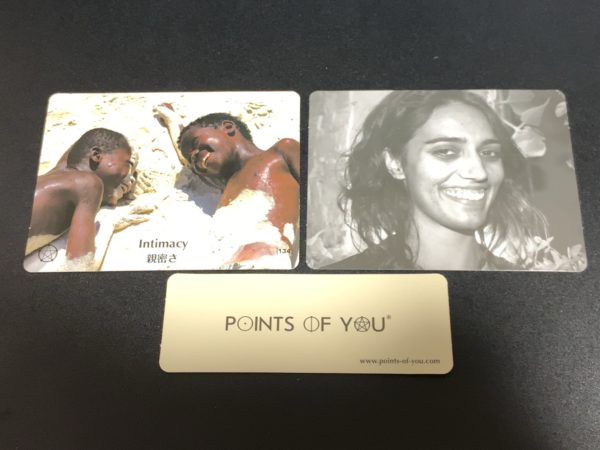 Intimacy
親密さ
134
POINTS OF YOU®
www.points-of-you.com